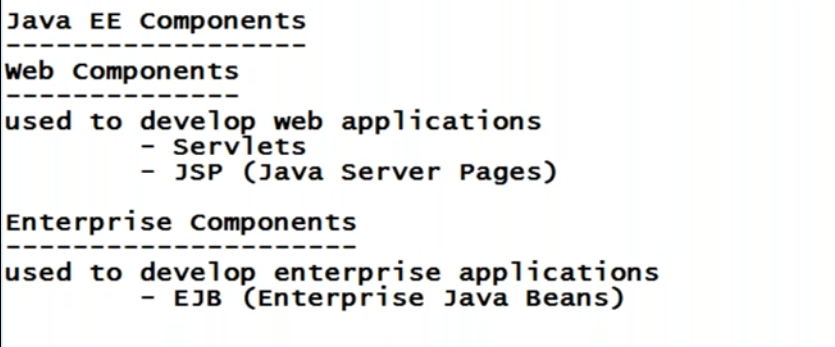 Java EE Components
------------------
Web Components
--------------
used to develop web applications
- Servlets
- JSP (Java Server Pages)
Enterprise Components
---------------------
used to develop enterprise applications
- EJB (Enterprise Java Beans)